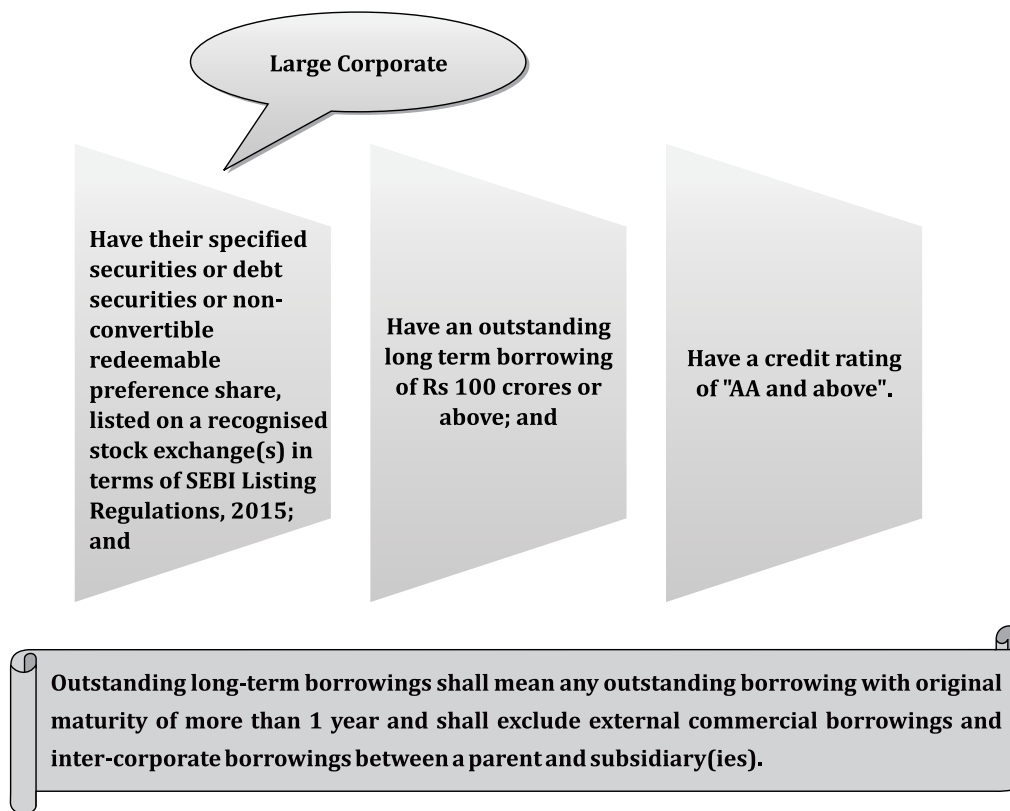 Large Corporate
Have their specified
securities or debt
securities or non-
convertible
redeemable
preference share,
listed on a recognised
stock exchange(s) in
terms of SEBI Listing
Regulations, 2015;
and
Have an outstanding
long term borrowing
of Rs 100 crores or
above; and
Have a credit rating
of "AA and above".
Outstanding long-term borrowings shall mean any outstanding borrowing with original
maturity of more than 1 year and shall exclude external commercial borrowings and
inter-corporate borrowings between a parent and subsidiary(ies).